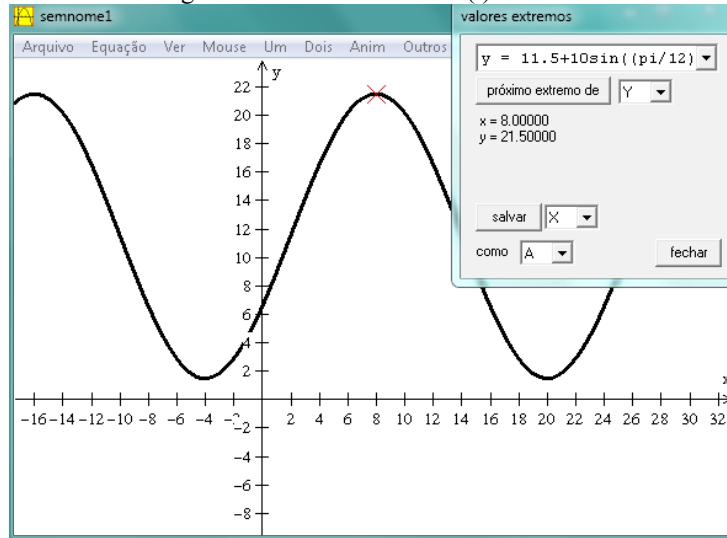 semnome1
valores extremos
Arquivo Equação Ver Mouse Um Dois Anim Outros
y = 11.5+10sin((pi/12)
próximo extremo de Y
x = 8.00000
y = 21.50000
salvar X
como A fechar
y
22
20
18
16
14
12
10
8
6
4
2
x
-16 -14 -12 -10 -8 -6 -4 -2 2 4 6 8 10 12 14 16 18 20 22 24 26 28 30 32
-2
-4
-6
-8